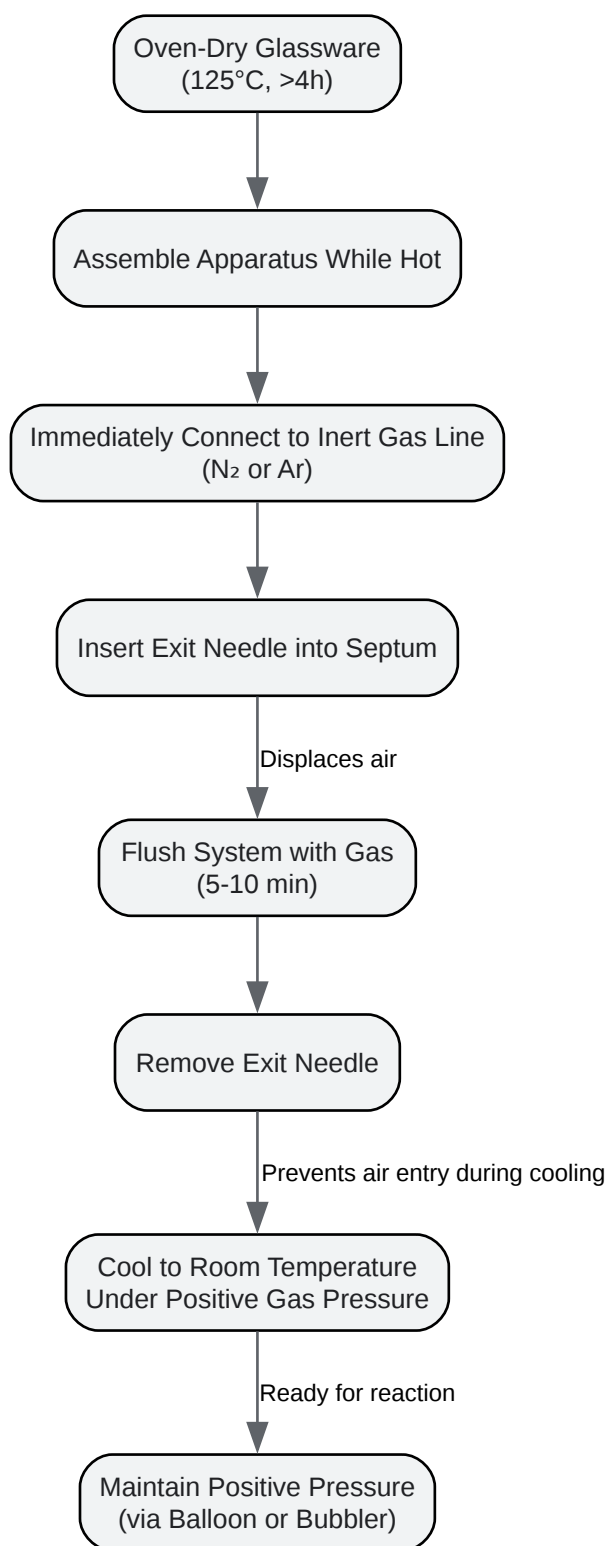 Oven-Dry Glassware
(125°C, >4h)
Assemble Apparatus While Hot
Immediately Connect to Inert Gas Line
(N₂ or Ar)
Insert Exit Needle into Septum
Displaces air
Flush System with Gas
(5-10 min)
Remove Exit Needle
Prevents air entry during cooling
Cool to Room Temperature
Under Positive Gas Pressure
Ready for reaction
Maintain Positive Pressure
(via Balloon or Bubbler)